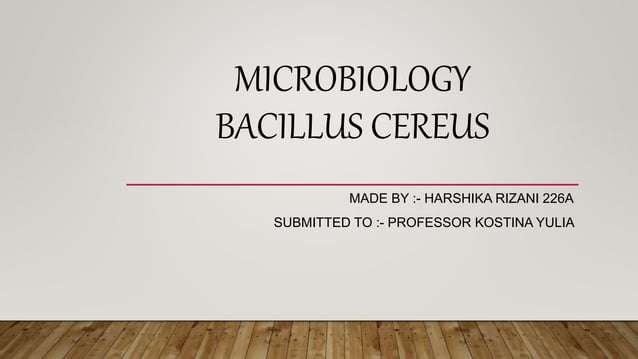 MICROBIOLOGY
BACILLUS CEREUS
MADE BY :- HARSHIKA RIZANI 226A
SUBMITTED TO :- PROFESSOR KOSTINA YULIA